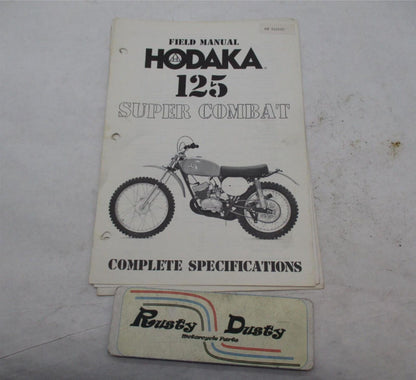 FIELD MANUAL
HODAKA
125
SUPER COMBAT
COMPLETE SPECIFICATIONS
Rusty Dusty
Motorcycle Parts